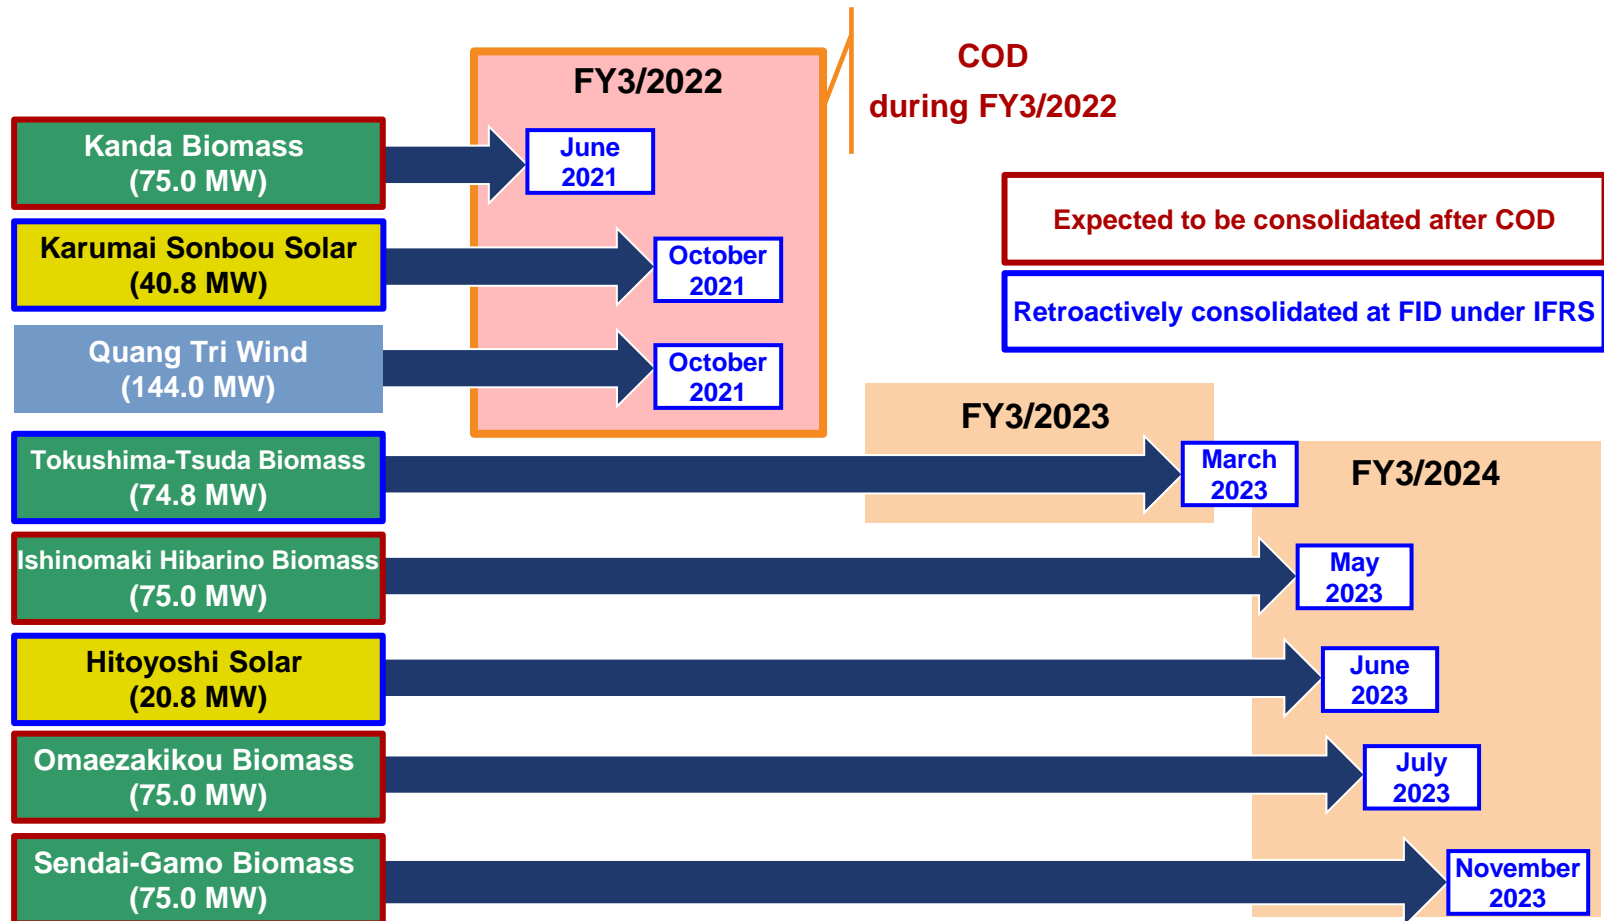 FY3/2022
COD
during FY3/2022
Kanda Biomass
(75.0 MW)
June
2021
Karumai Sonbou Solar
(40.8 MW)
October
2021
Quang Tri Wind
(144.0 MW)
October
2021
Expected to be consolidated after COD
Retroactively consolidated at FID under IFRS
FY3/2023
Tokushima-Tsuda Biomass
(74.8 MW)
March
2023
FY3/2024
Ishinomaki Hibarino Biomass
(75.0 MW)
May
2023
Hitoyoshi Solar
(20.8 MW)
June
2023
Omaezakikou Biomass
(75.0 MW)
July
2023
Sendai-Gamo Biomass
(75.0 MW)
November
2023